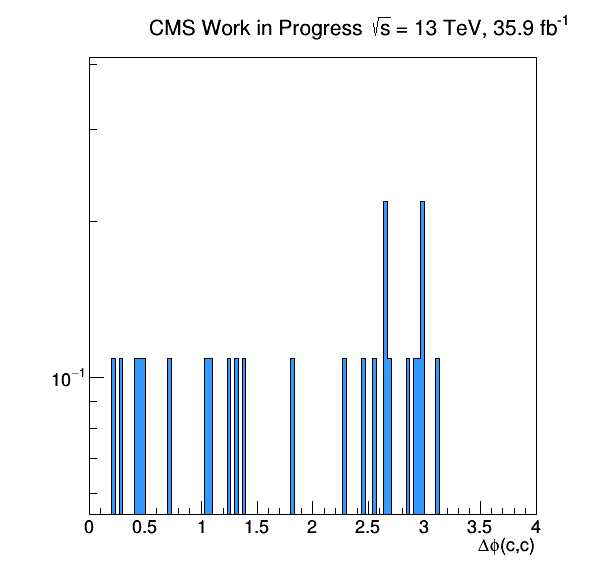 CMS Work in Progress √s = 13 TeV, 35.9 fb⁻¹
10⁻¹
0 0.5 1 1.5 2 2.5 3 3.5 4
Δϕ(c,c)